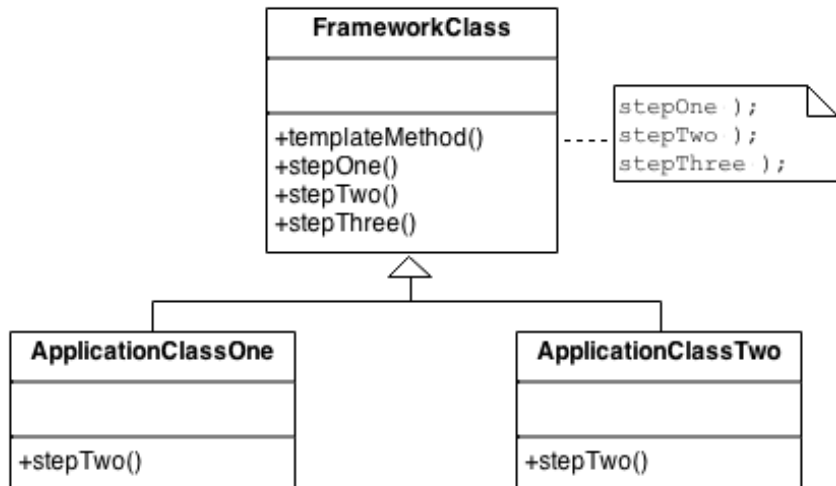 FrameworkClass
+templateMethod()
+stepOne()
+stepTwo()
+stepThree()
stepOne );
stepTwo );
stepThree );
ApplicationClassOne
+stepTwo()
ApplicationClassTwo
+stepTwo()